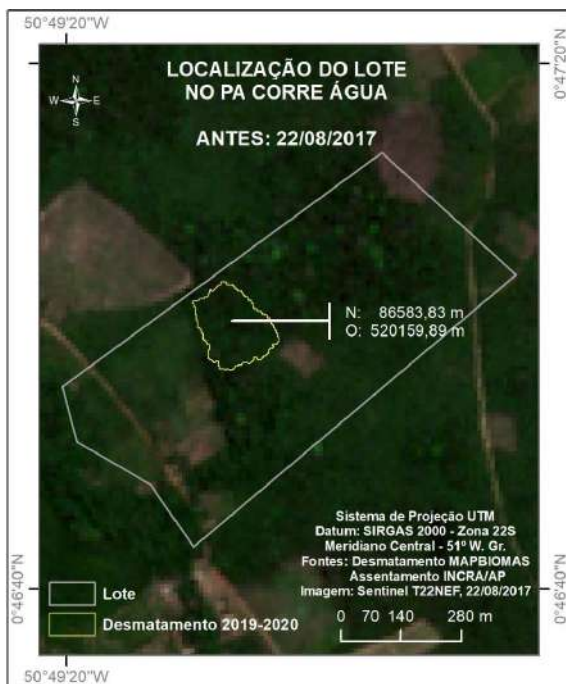 50°49'20"W
LOCALIZAÇÃO DO LOTE
NO PA CORRE ÁGUA
ANTES: 22/08/2017
N
W E
S
0°47'20"N
N: 86583,83 m
O: 520159,89 m
Sistema de Projeção UTM
Datum: SIRGAS 2000 - Zona 22S
Meridiano Central - 51º W. Gr.
Fontes: Desmatamento MAPBIOMAS
Assentamento INCRA/AP
Imagem: Sentinel T22NEF, 22/08/2017
0°46'40"N
0°46'40"N
Lote
Desmatamento 2019-2020
0 70 140 280 m
50°49'20"W